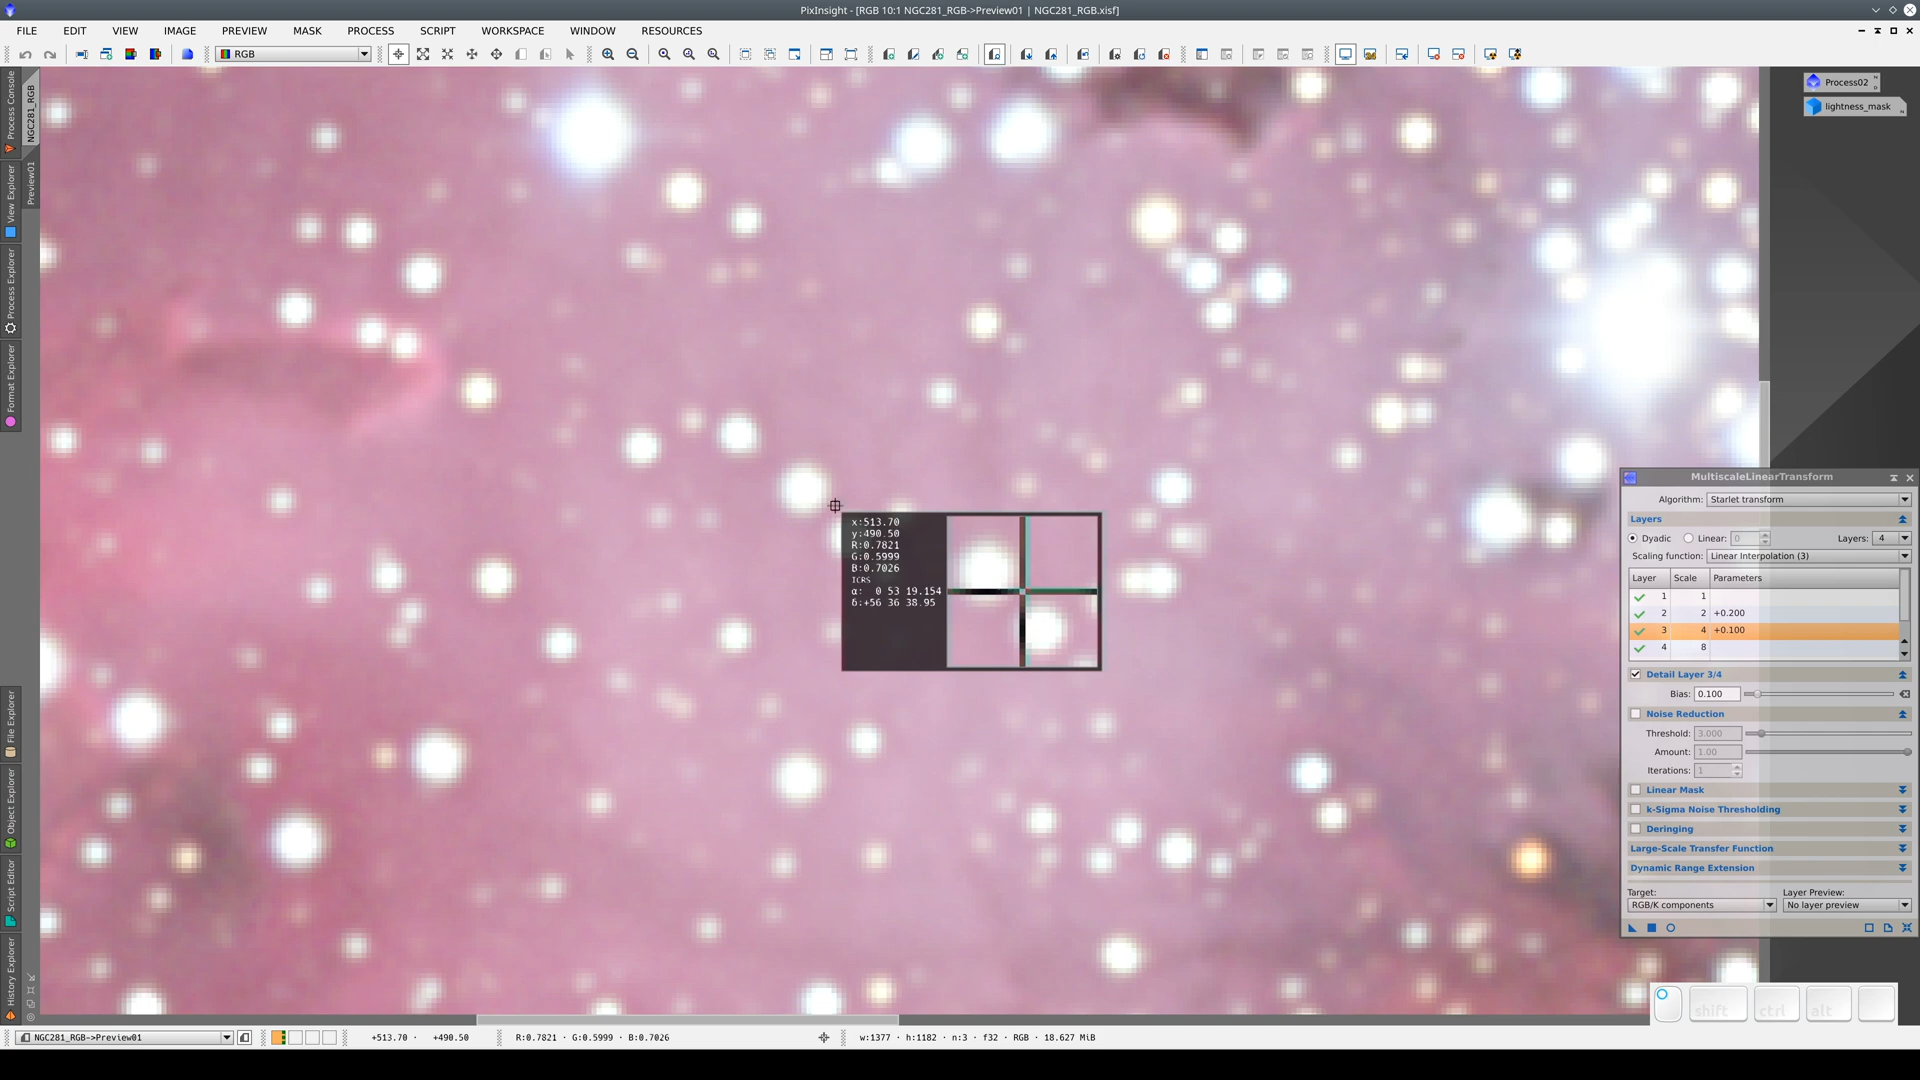 PixInsight - [RGB 10:1 NGC281_RGB->Preview01 | NGC281_RGB.xisf]
FILE EDIT VIEW IMAGE PREVIEW MASK PROCESS SCRIPT WORKSPACE WINDOW RESOURCES
RGB
Process Console
View Explorer
Process Explorer
Format Explorer
File Explorer
Object Explorer
Script Editor
History Explorer
NGC281_RGB
Preview01
Process02
lightness_mask
x:513.70
y:490.50
R:0.7821
G:0.5999
B:0.7026
ICRS
α: 0 53 19.154
δ:+56 36 38.95
MultiscaleLinearTransform
Algorithm: Starlet transform
Layers
Dyadic Linear: 0 Layers: 4
Scaling function: Linear Interpolation (3)
Layer Scale Parameters
1 1
2 2 +0.200
3 4 +0.100
4 8
Detail Layer 3/4
Bias: 0.100
Noise Reduction
Threshold: 3.000
Amount: 1.00
Iterations: 1
Linear Mask
k-Sigma Noise Thresholding
Deringing
Large-Scale Transfer Function
Dynamic Range Extension
Target: Layer Preview:
RGB/K components No layer preview
shift ctrl alt
NGC281_RGB->Preview01 +513.70 +490.50 R:0.7821 · G:0.5999 · B:0.7026 w:1377 · h:1182 · n:3 · f32 · RGB · 18.627 MiB